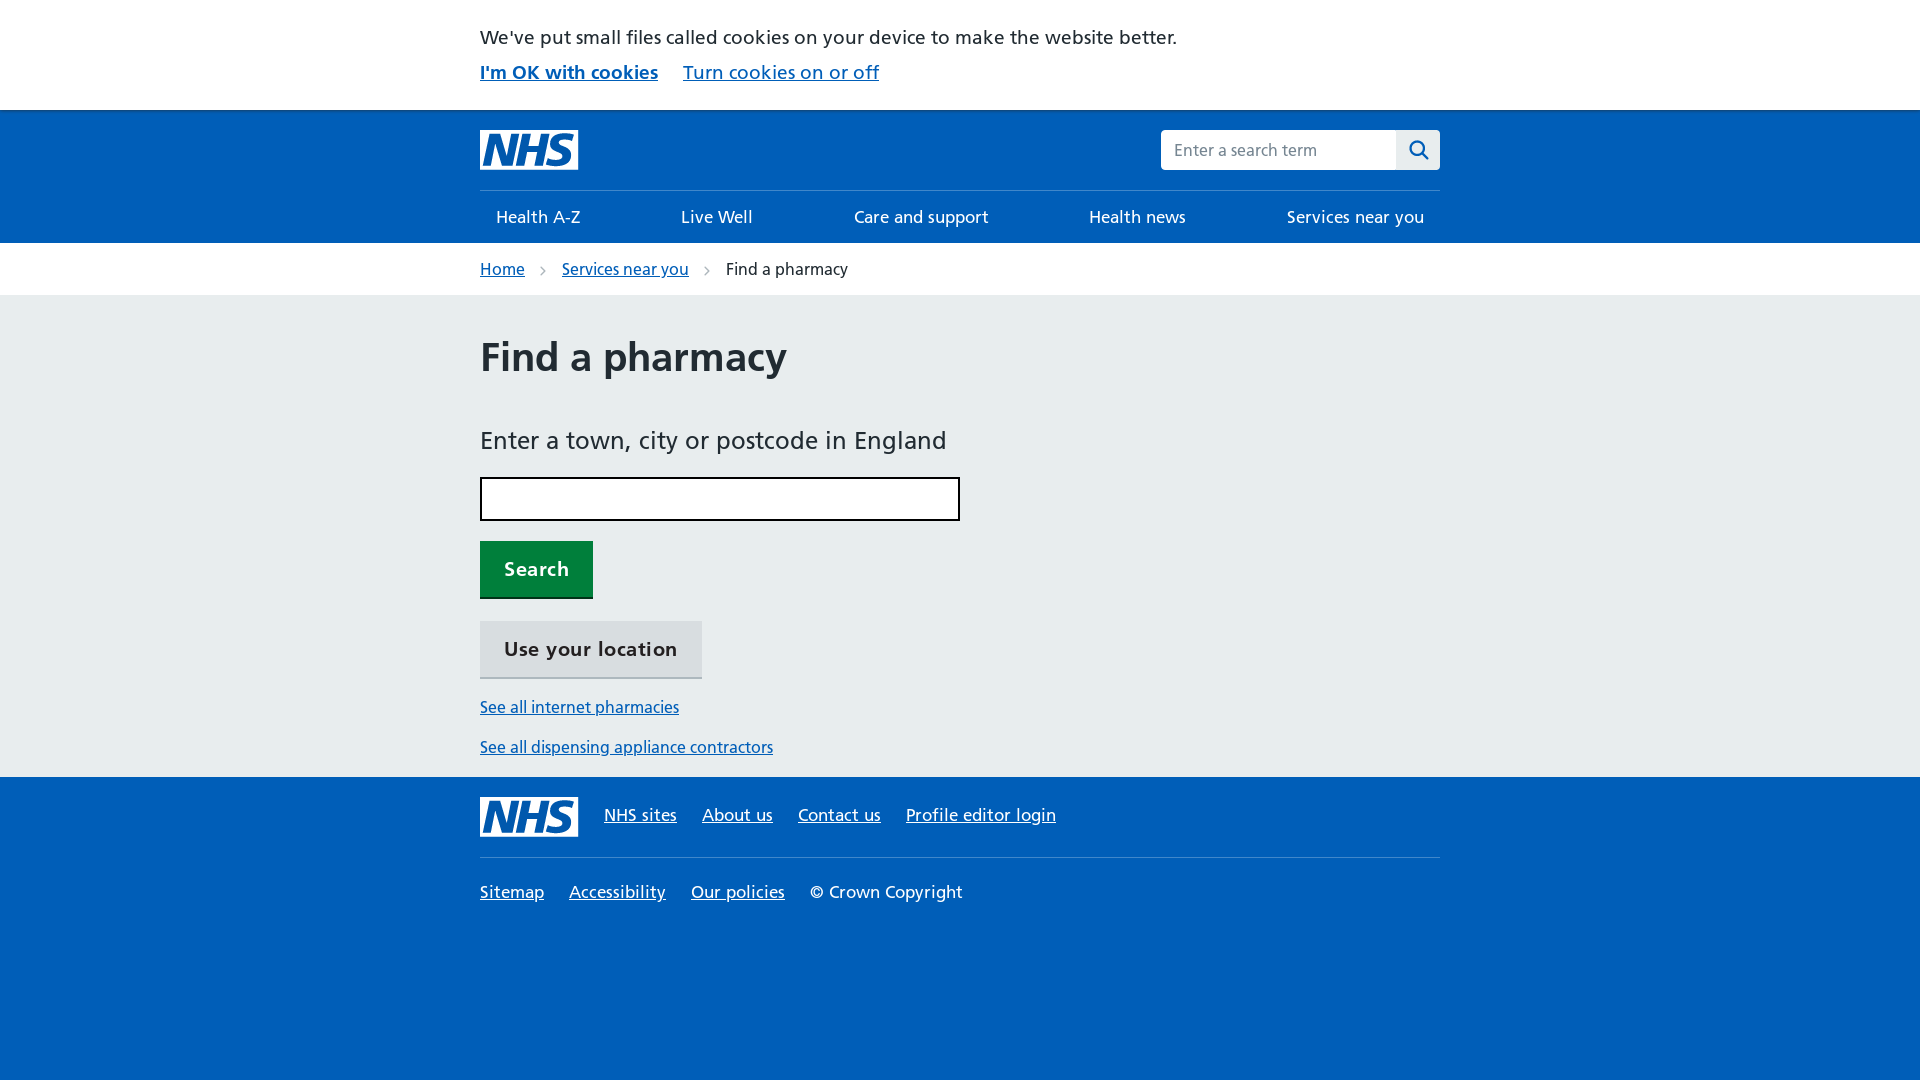 We've put small files called cookies on your device to make the website better.
I'm OK with cookies Turn cookies on or off
NHS Enter a search term
Health A-Z Live Well Care and support Health news Services near you
Home Services near you Find a pharmacy
Find a pharmacy
Enter a town, city or postcode in England
Search
Use your location
See all internet pharmacies
See all dispensing appliance contractors
NHS NHS sites About us Contact us Profile editor login
Sitemap Accessibility Our policies © Crown Copyright